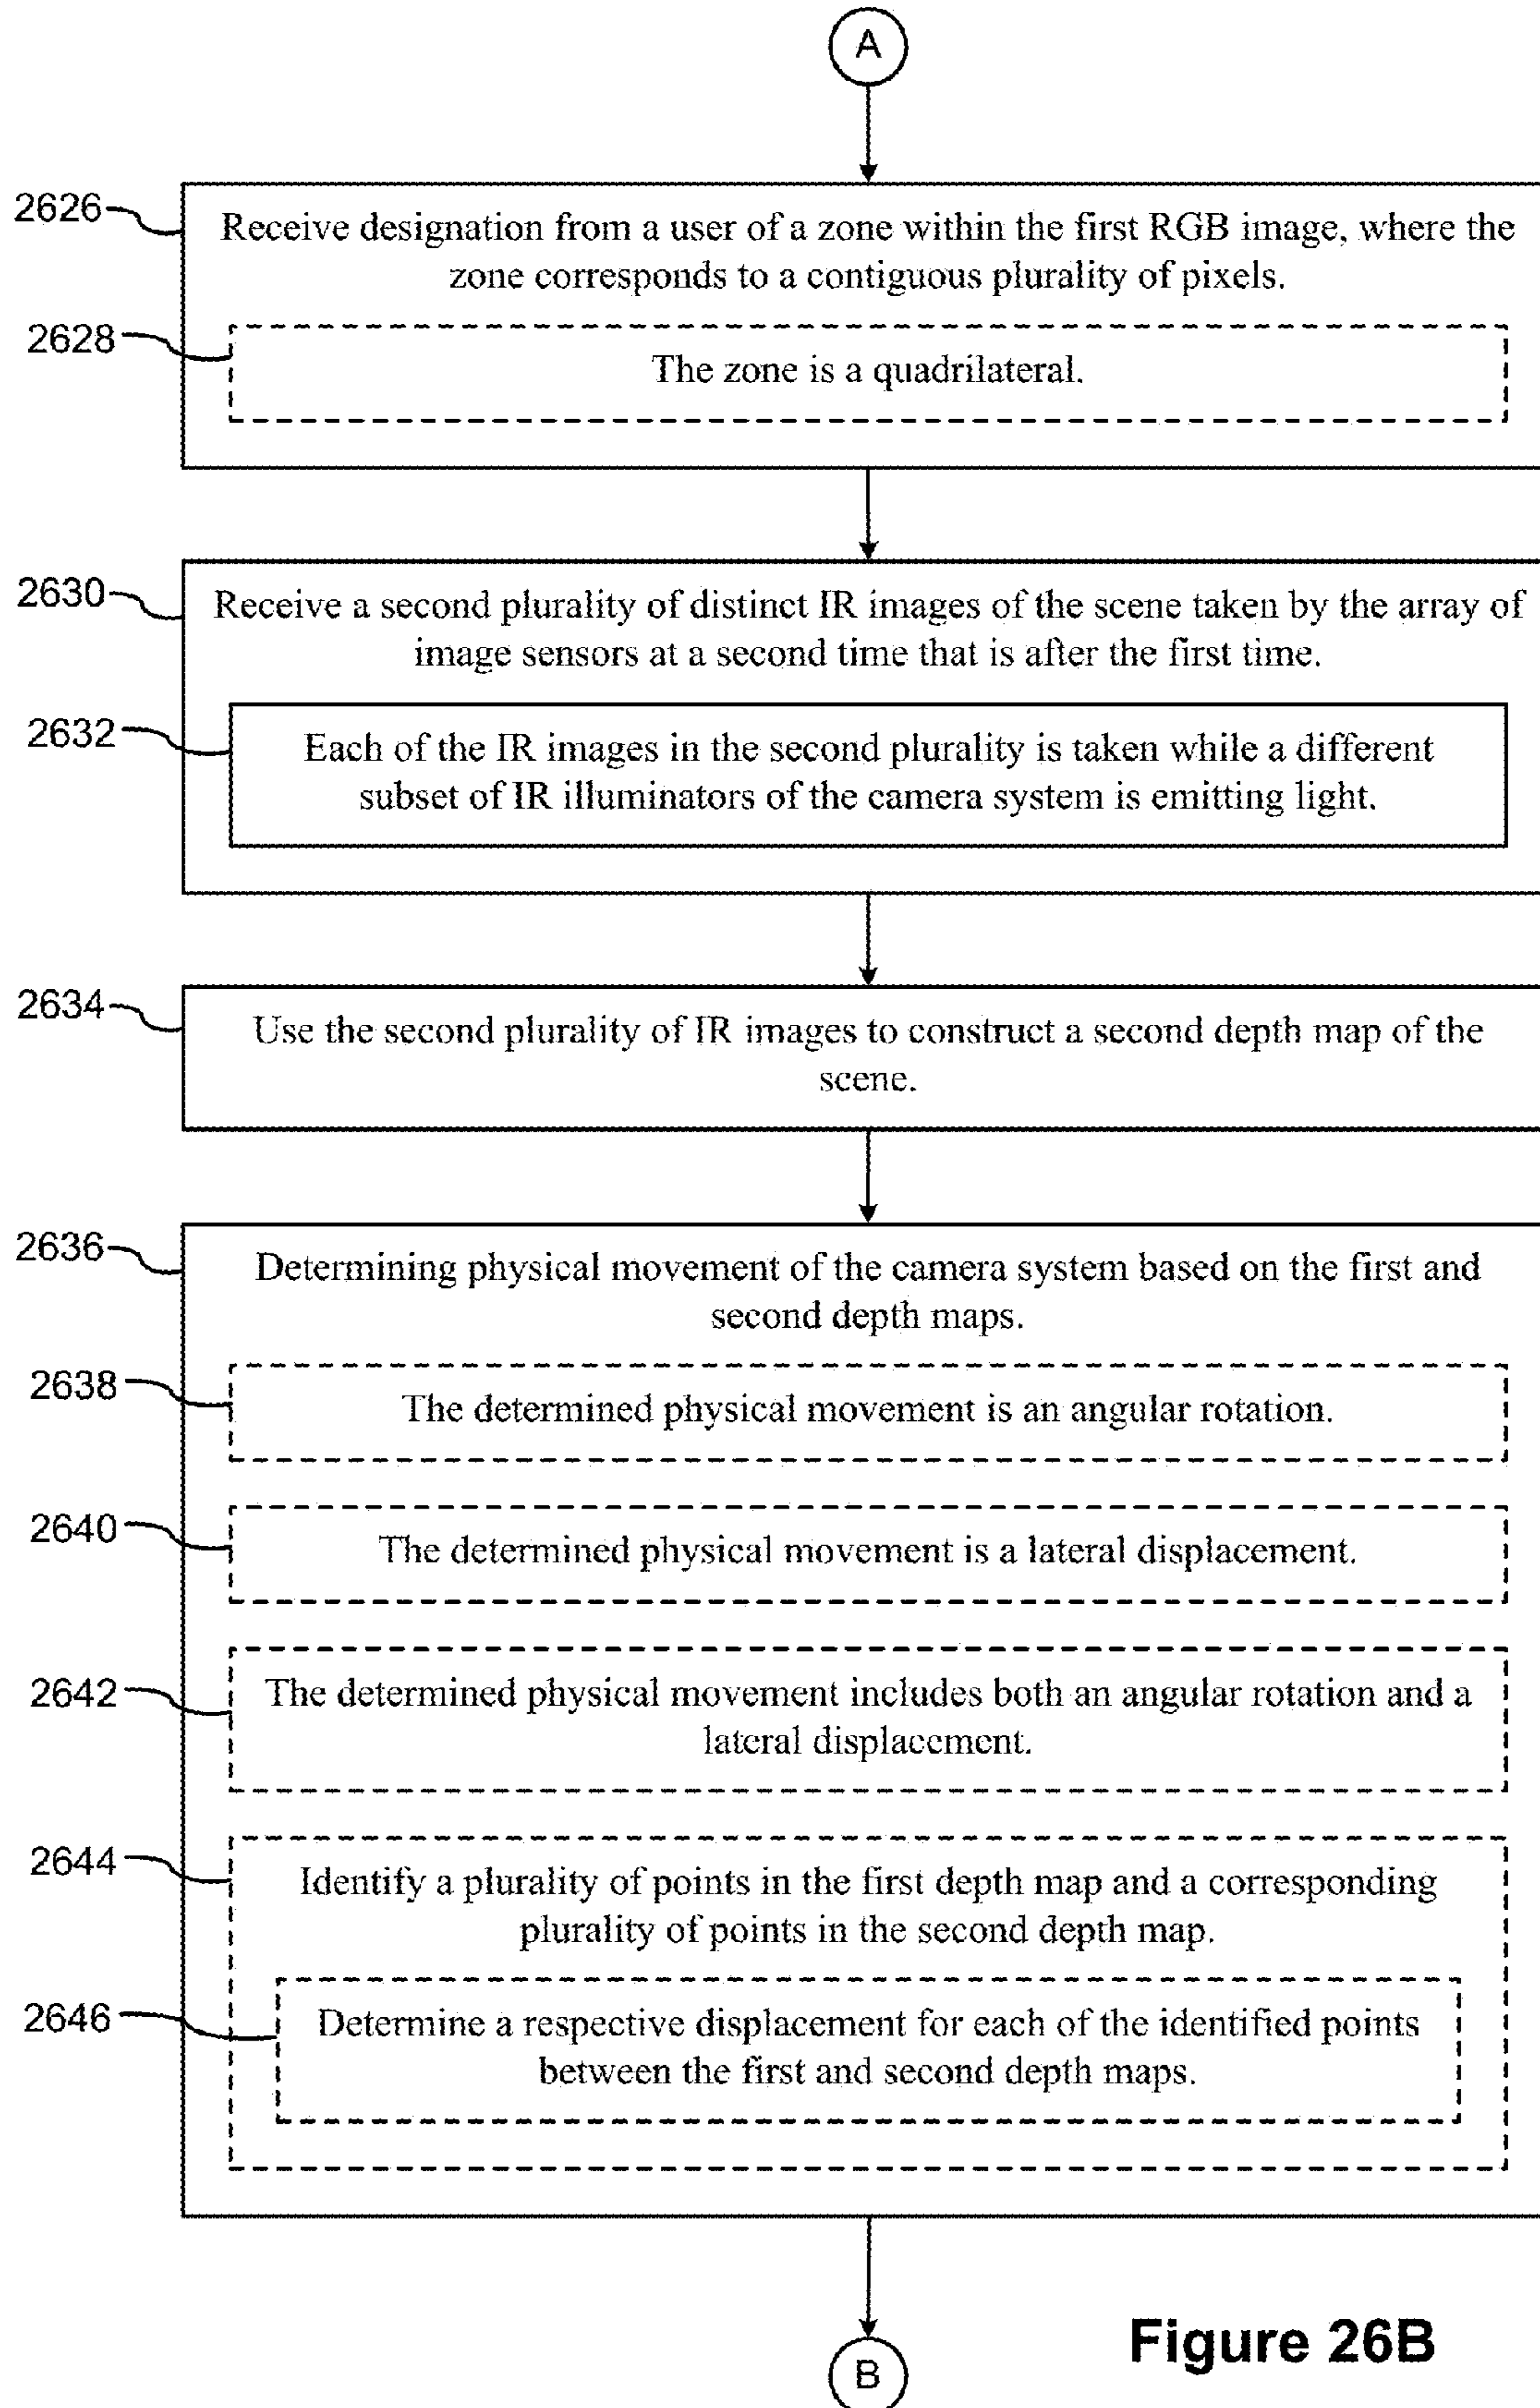 A
2626
Receive designation from a user of a zone within the first RGB image, where the
zone corresponds to a contiguous plurality of pixels.
2628
The zone is a quadrilateral.
2630
Receive a second plurality of distinct IR images of the scene taken by the array of
image sensors at a second time that is after the first time.
2632
Each of the IR images in the second plurality is taken while a different
subset of IR illuminators of the camera system is emitting light.
2634
Use the second plurality of IR images to construct a second depth map of the
scene.
2636
Determining physical movement of the camera system based on the first and
second depth maps.
2638
The determined physical movement is an angular rotation.
2640
The determined physical movement is a lateral displacement.
2642
The determined physical movement includes both an angular rotation and a
lateral displacement.
2644
Identify a plurality of points in the first depth map and a corresponding
plurality of points in the second depth map.
2646
Determine a respective displacement for each of the identified points
between the first and second depth maps.
B
Figure 26B